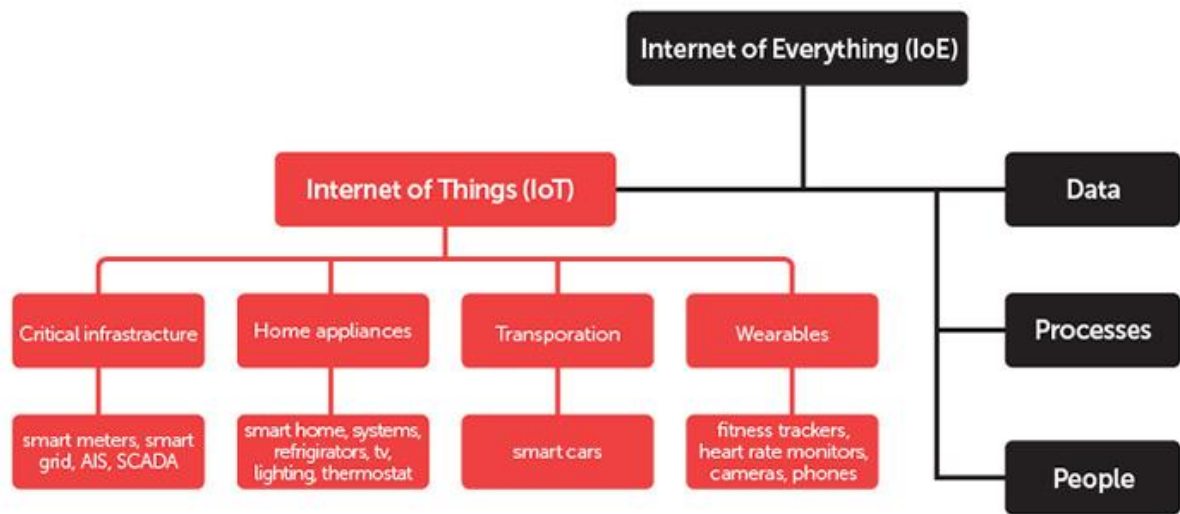 Internet of Everything (IoE)
Internet of Things (IoT)
Data
Critical infrastracture
Home appliances
Transporation
Wearables
Processes
smart meters, smart
grid, AIS, SCADA
smart home, systems,
refrigirators, tv,
lighting, thermostat
smart cars
fitness trackers,
heart rate monitors,
cameras, phones
People